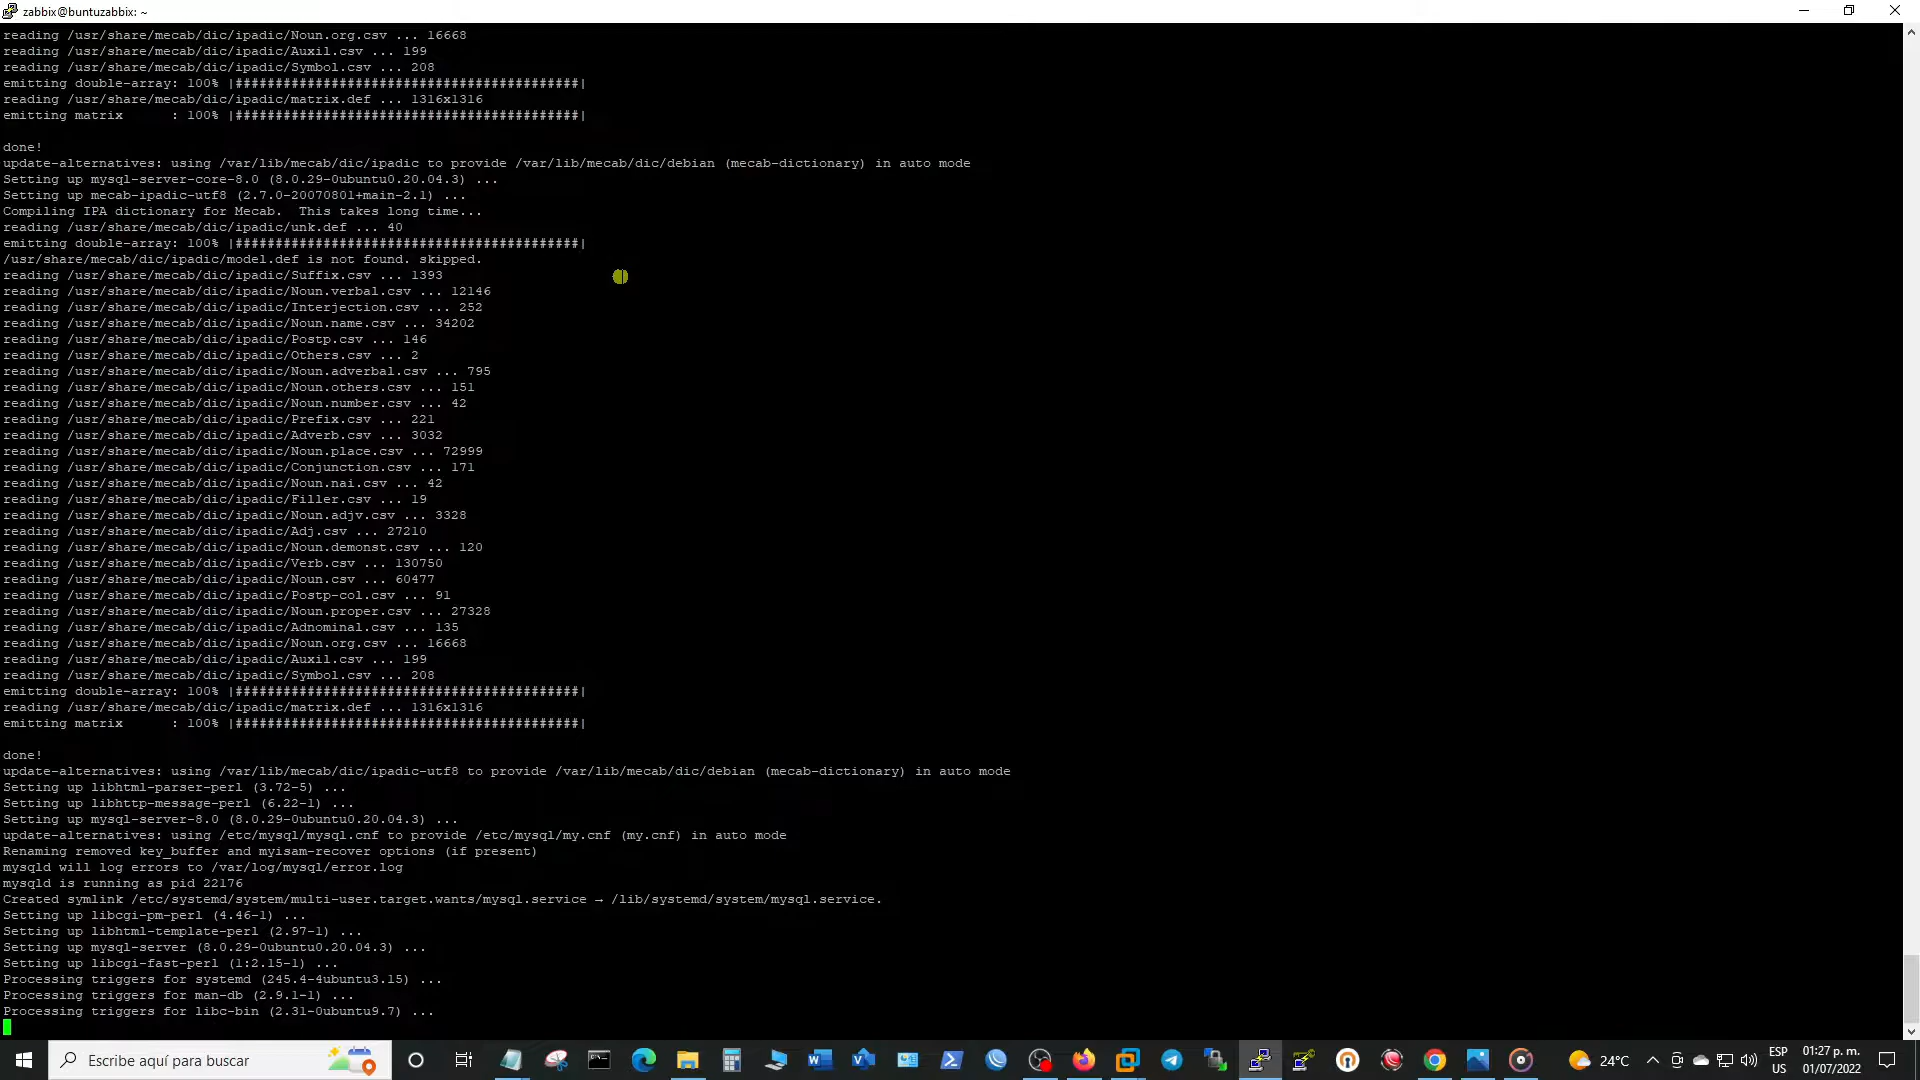 zabbix@buntuzabbix: ~
reading /usr/share/mecab/dic/ipadic/Noun.org.csv ... 16668
reading /usr/share/mecab/dic/ipadic/Auxil.csv ... 199
reading /usr/share/mecab/dic/ipadic/Symbol.csv ... 208
emitting double-array: 100% |###########################################|
reading /usr/share/mecab/dic/ipadic/matrix.def ... 1316x1316
emitting matrix      : 100% |###########################################|
done!
update-alternatives: using /var/lib/mecab/dic/ipadic to provide /var/lib/mecab/dic/debian (mecab-dictionary) in auto mode
Setting up mysql-server-core-8.0 (8.0.29-0ubuntu0.20.04.3) ...
Setting up mecab-ipadic-utf8 (2.7.0-20070801+main-2.1) ...
Compiling IPA dictionary for Mecab.  This takes long time...
reading /usr/share/mecab/dic/ipadic/unk.def ... 40
emitting double-array: 100% |###########################################|
/usr/share/mecab/dic/ipadic/model.def is not found. skipped.
reading /usr/share/mecab/dic/ipadic/Suffix.csv ... 1393
reading /usr/share/mecab/dic/ipadic/Noun.verbal.csv ... 12146
reading /usr/share/mecab/dic/ipadic/Interjection.csv ... 252
reading /usr/share/mecab/dic/ipadic/Noun.name.csv ... 34202
reading /usr/share/mecab/dic/ipadic/Postp.csv ... 146
reading /usr/share/mecab/dic/ipadic/Others.csv ... 2
reading /usr/share/mecab/dic/ipadic/Noun.adverbal.csv ... 795
reading /usr/share/mecab/dic/ipadic/Noun.others.csv ... 151
reading /usr/share/mecab/dic/ipadic/Noun.number.csv ... 42
reading /usr/share/mecab/dic/ipadic/Prefix.csv ... 221
reading /usr/share/mecab/dic/ipadic/Adverb.csv ... 3032
reading /usr/share/mecab/dic/ipadic/Noun.place.csv ... 72999
reading /usr/share/mecab/dic/ipadic/Conjunction.csv ... 171
reading /usr/share/mecab/dic/ipadic/Noun.nai.csv ... 42
reading /usr/share/mecab/dic/ipadic/Filler.csv ... 19
reading /usr/share/mecab/dic/ipadic/Noun.adjv.csv ... 3328
reading /usr/share/mecab/dic/ipadic/Adj.csv ... 27210
reading /usr/share/mecab/dic/ipadic/Noun.demonst.csv ... 120
reading /usr/share/mecab/dic/ipadic/Verb.csv ... 130750
reading /usr/share/mecab/dic/ipadic/Noun.csv ... 60477
reading /usr/share/mecab/dic/ipadic/Postp-col.csv ... 91
reading /usr/share/mecab/dic/ipadic/Noun.proper.csv ... 27328
reading /usr/share/mecab/dic/ipadic/Adnominal.csv ... 135
reading /usr/share/mecab/dic/ipadic/Noun.org.csv ... 16668
reading /usr/share/mecab/dic/ipadic/Auxil.csv ... 199
reading /usr/share/mecab/dic/ipadic/Symbol.csv ... 208
emitting double-array: 100% |###########################################|
reading /usr/share/mecab/dic/ipadic/matrix.def ... 1316x1316
emitting matrix      : 100% |###########################################|
done!
update-alternatives: using /var/lib/mecab/dic/ipadic-utf8 to provide /var/lib/mecab/dic/debian (mecab-dictionary) in auto mode
Setting up libhtml-parser-perl (3.72-5) ...
Setting up libhttp-message-perl (6.22-1) ...
Setting up mysql-server-8.0 (8.0.29-0ubuntu0.20.04.3) ...
update-alternatives: using /etc/mysql/mysql.cnf to provide /etc/mysql/my.cnf (my.cnf) in auto mode
Renaming removed key_buffer and myisam-recover options (if present)
mysqld will log errors to /var/log/mysql/error.log
mysqld is running as pid 22176
Created symlink /etc/systemd/system/multi-user.target.wants/mysql.service → /lib/systemd/system/mysql.service.
Setting up libcgi-pm-perl (4.46-1) ...
Setting up libhtml-template-perl (2.97-1) ...
Setting up mysql-server (8.0.29-0ubuntu0.20.04.3) ...
Setting up libcgi-fast-perl (1:2.15-1) ...
Processing triggers for systemd (245.4-4ubuntu3.15) ...
Processing triggers for man-db (2.9.1-1) ...
Processing triggers for libc-bin (2.31-0ubuntu9.7) ...
Escribe aquí para buscar
24°C
ESP
US
01:27 p. m.
01/07/2022